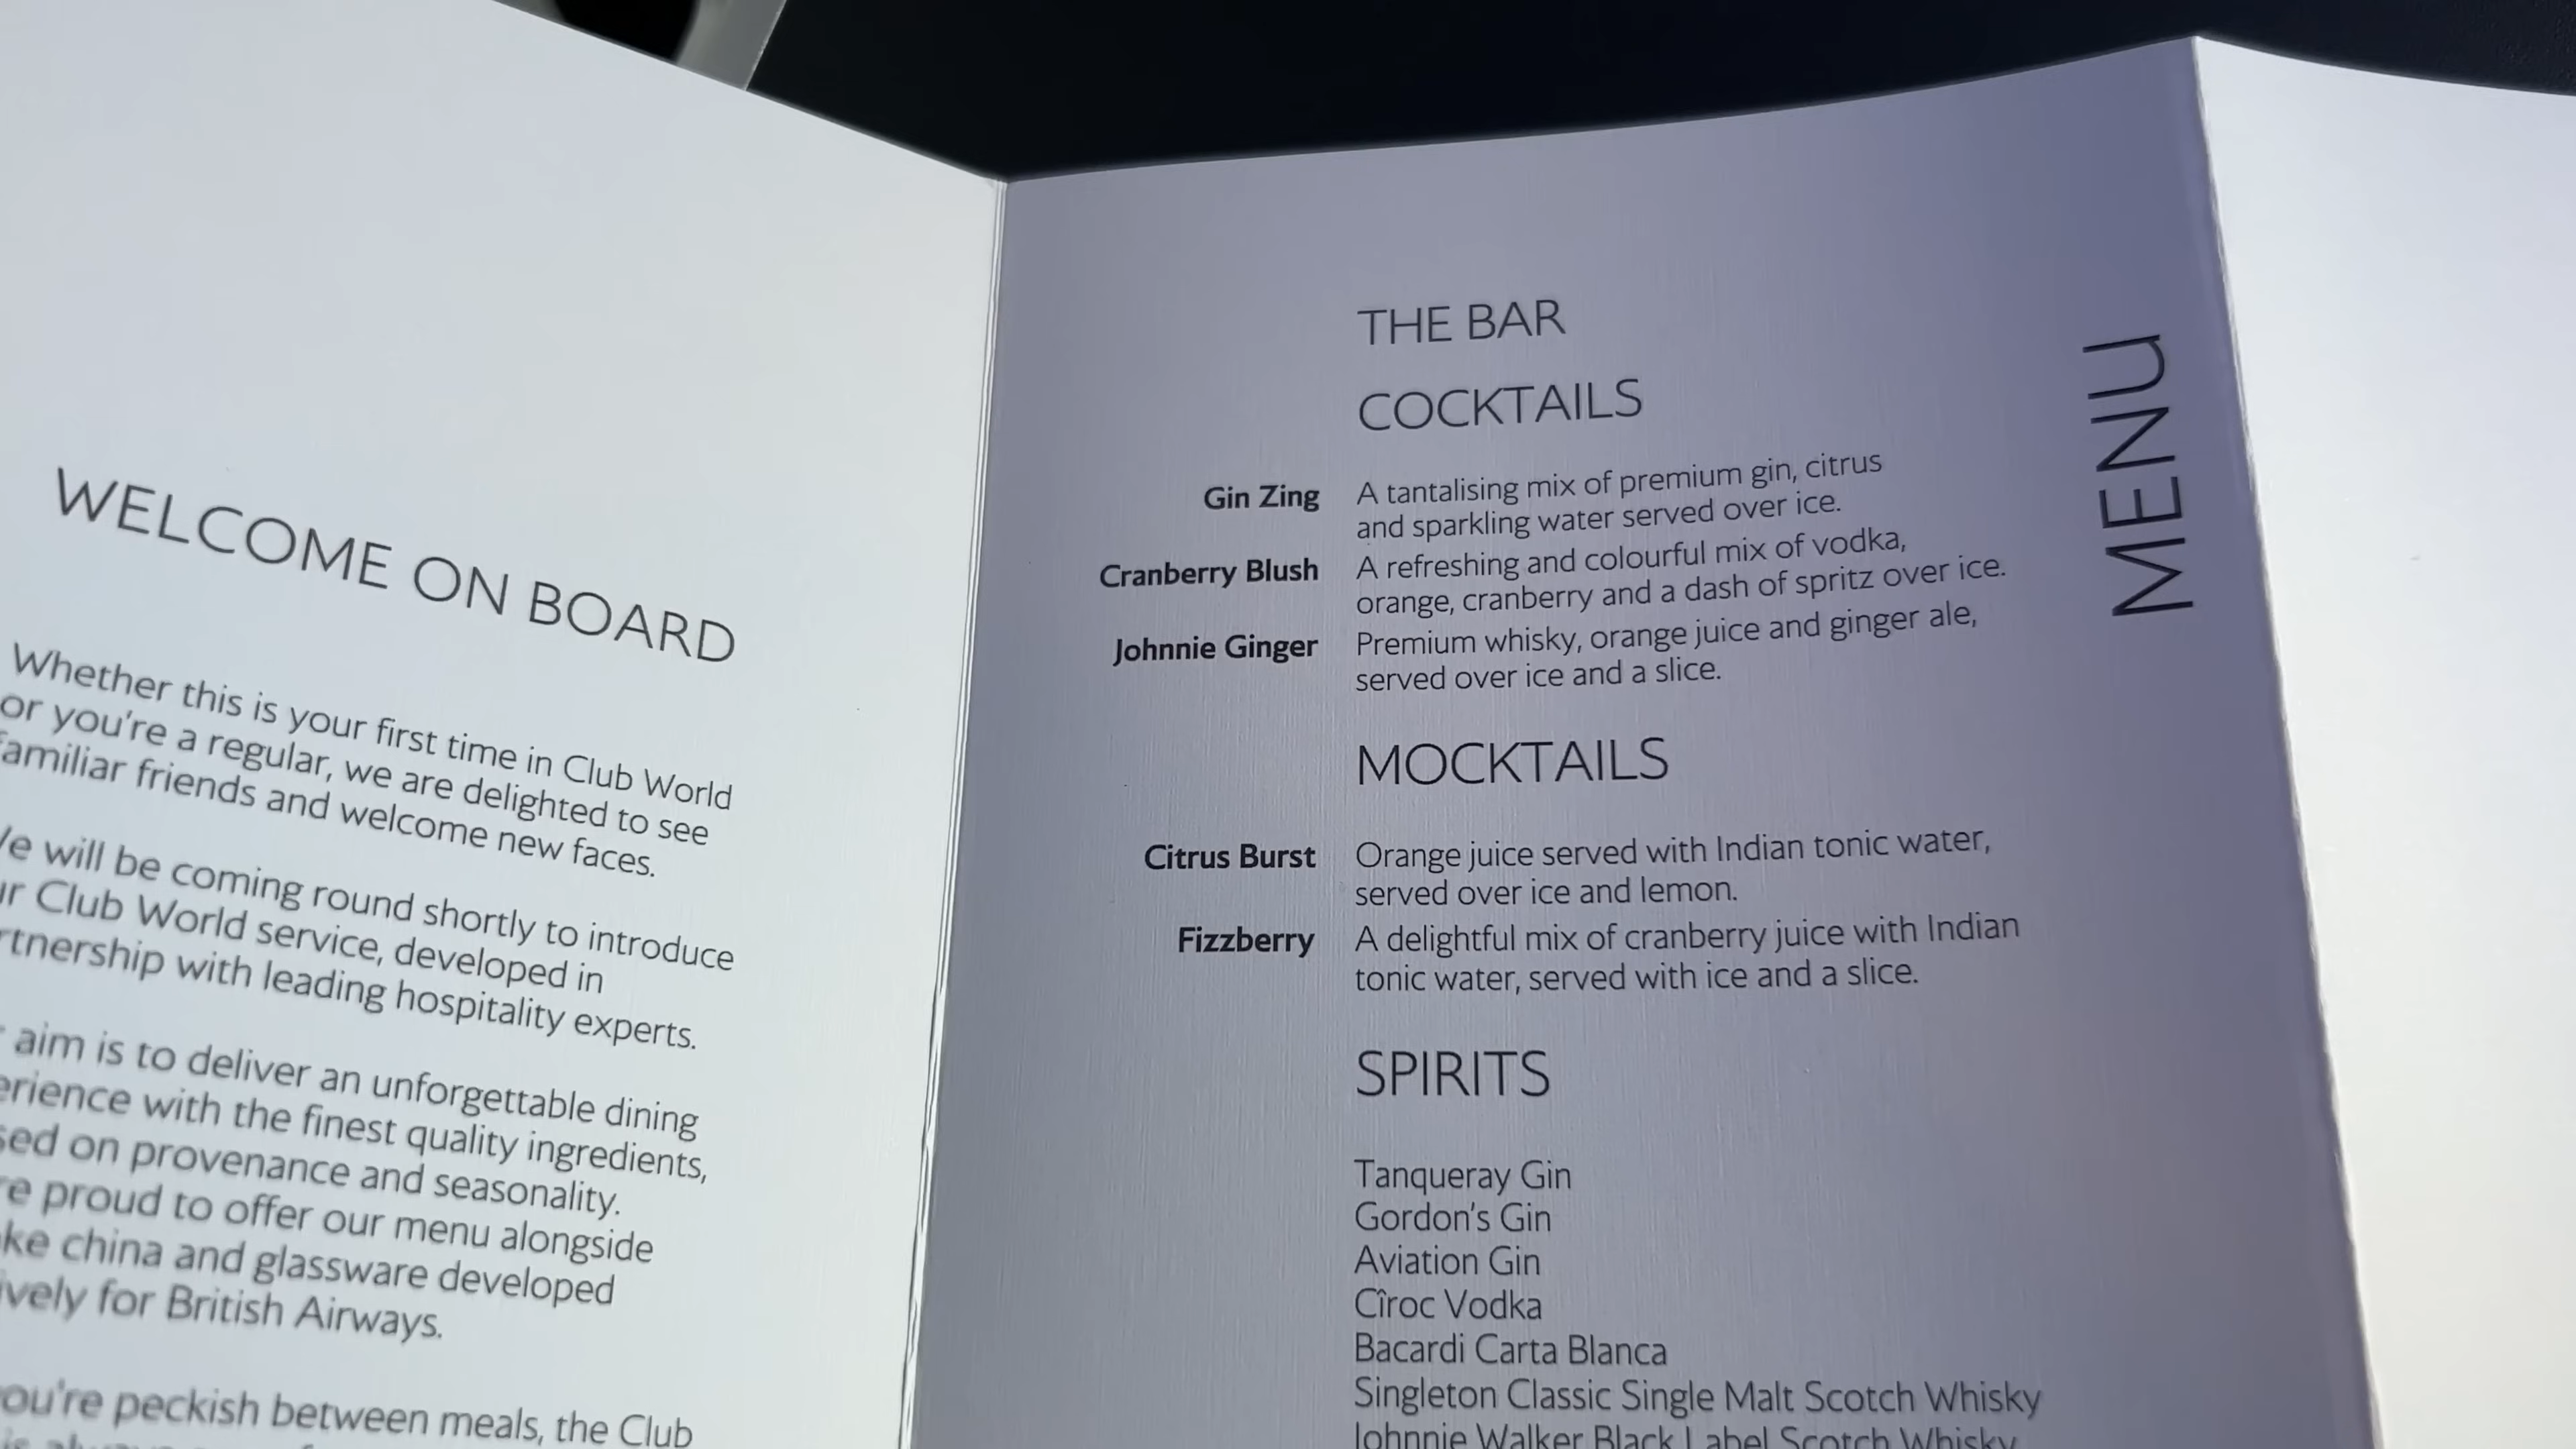 WELCOME ON BOARD
Whether this is your first time in Club World
or you're a regular, we are delighted to see
familiar friends and welcome new faces.
will be coming round shortly to introduce
Club World service, developed in
with leading hospitality experts.
aim is to deliver an unforgettable dining
with the finest quality ingredients,
on provenance and seasonality.
proud to offer our menu alongside
china and glassware developed
for British Airways.
you're peckish between meals, the Club
THE BAR
COCKTAILS
Gin Zing A tantalising mix of premium gin, citrus
and sparkling water served over ice.
Cranberry Blush A refreshing and colourful mix of vodka,
orange, cranberry and a dash of spritz over ice.
Johnnie Ginger Premium whisky, orange juice and ginger ale,
served over ice and a slice.
MOCKTAILS
Citrus Burst Orange juice served with Indian tonic water,
served over ice and lemon.
Fizzberry A delightful mix of cranberry juice with Indian
tonic water, served with ice and a slice.
SPIRITS
Tanqueray Gin
Gordon's Gin
Aviation Gin
Cîroc Vodka
Bacardi Carta Blanca
Singleton Classic Single Malt Scotch Whisky
Johnnie Walker Black Label Scotch Whisky
MENU